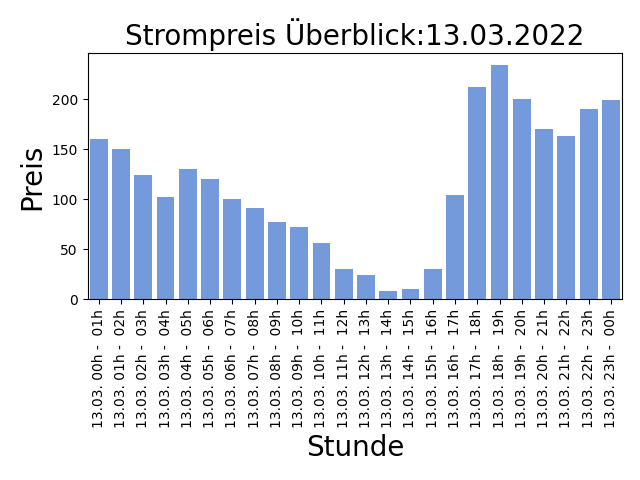 Strompreis Überblick:13.03.2022
Preis
200
150
100
50
0
13.03. 00h - 01h
13.03. 01h - 02h
13.03. 02h - 03h
13.03. 03h - 04h
13.03. 04h - 05h
13.03. 05h - 06h
13.03. 06h - 07h
13.03. 07h - 08h
13.03. 08h - 09h
13.03. 09h - 10h
13.03. 10h - 11h
13.03. 11h - 12h
13.03. 12h - 13h
13.03. 13h - 14h
13.03. 14h - 15h
13.03. 15h - 16h
13.03. 16h - 17h
13.03. 17h - 18h
13.03. 18h - 19h
13.03. 19h - 20h
13.03. 20h - 21h
13.03. 21h - 22h
13.03. 22h - 23h
13.03. 23h - 00h
Stunde